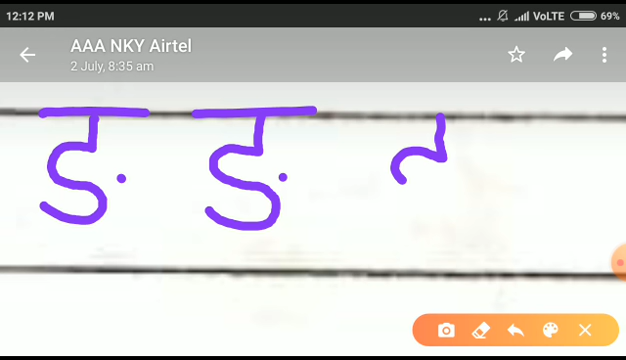 12:12 PM ... VoLTE 69%
AAA NKY Airtel
2 July, 8:35 am
ङ ङ